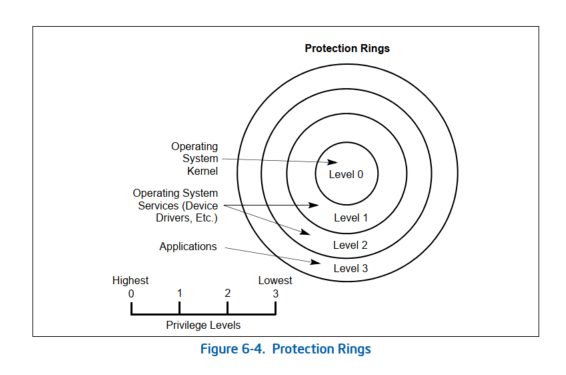 Protection Rings
Operating
System
Kernel
Level 0
Operating System
Services (Device
Drivers, Etc.)
Level 1
Level 2
Applications
Level 3
Highest
Lowest
0 1 2 3
Privilege Levels
Figure 6-4. Protection Rings